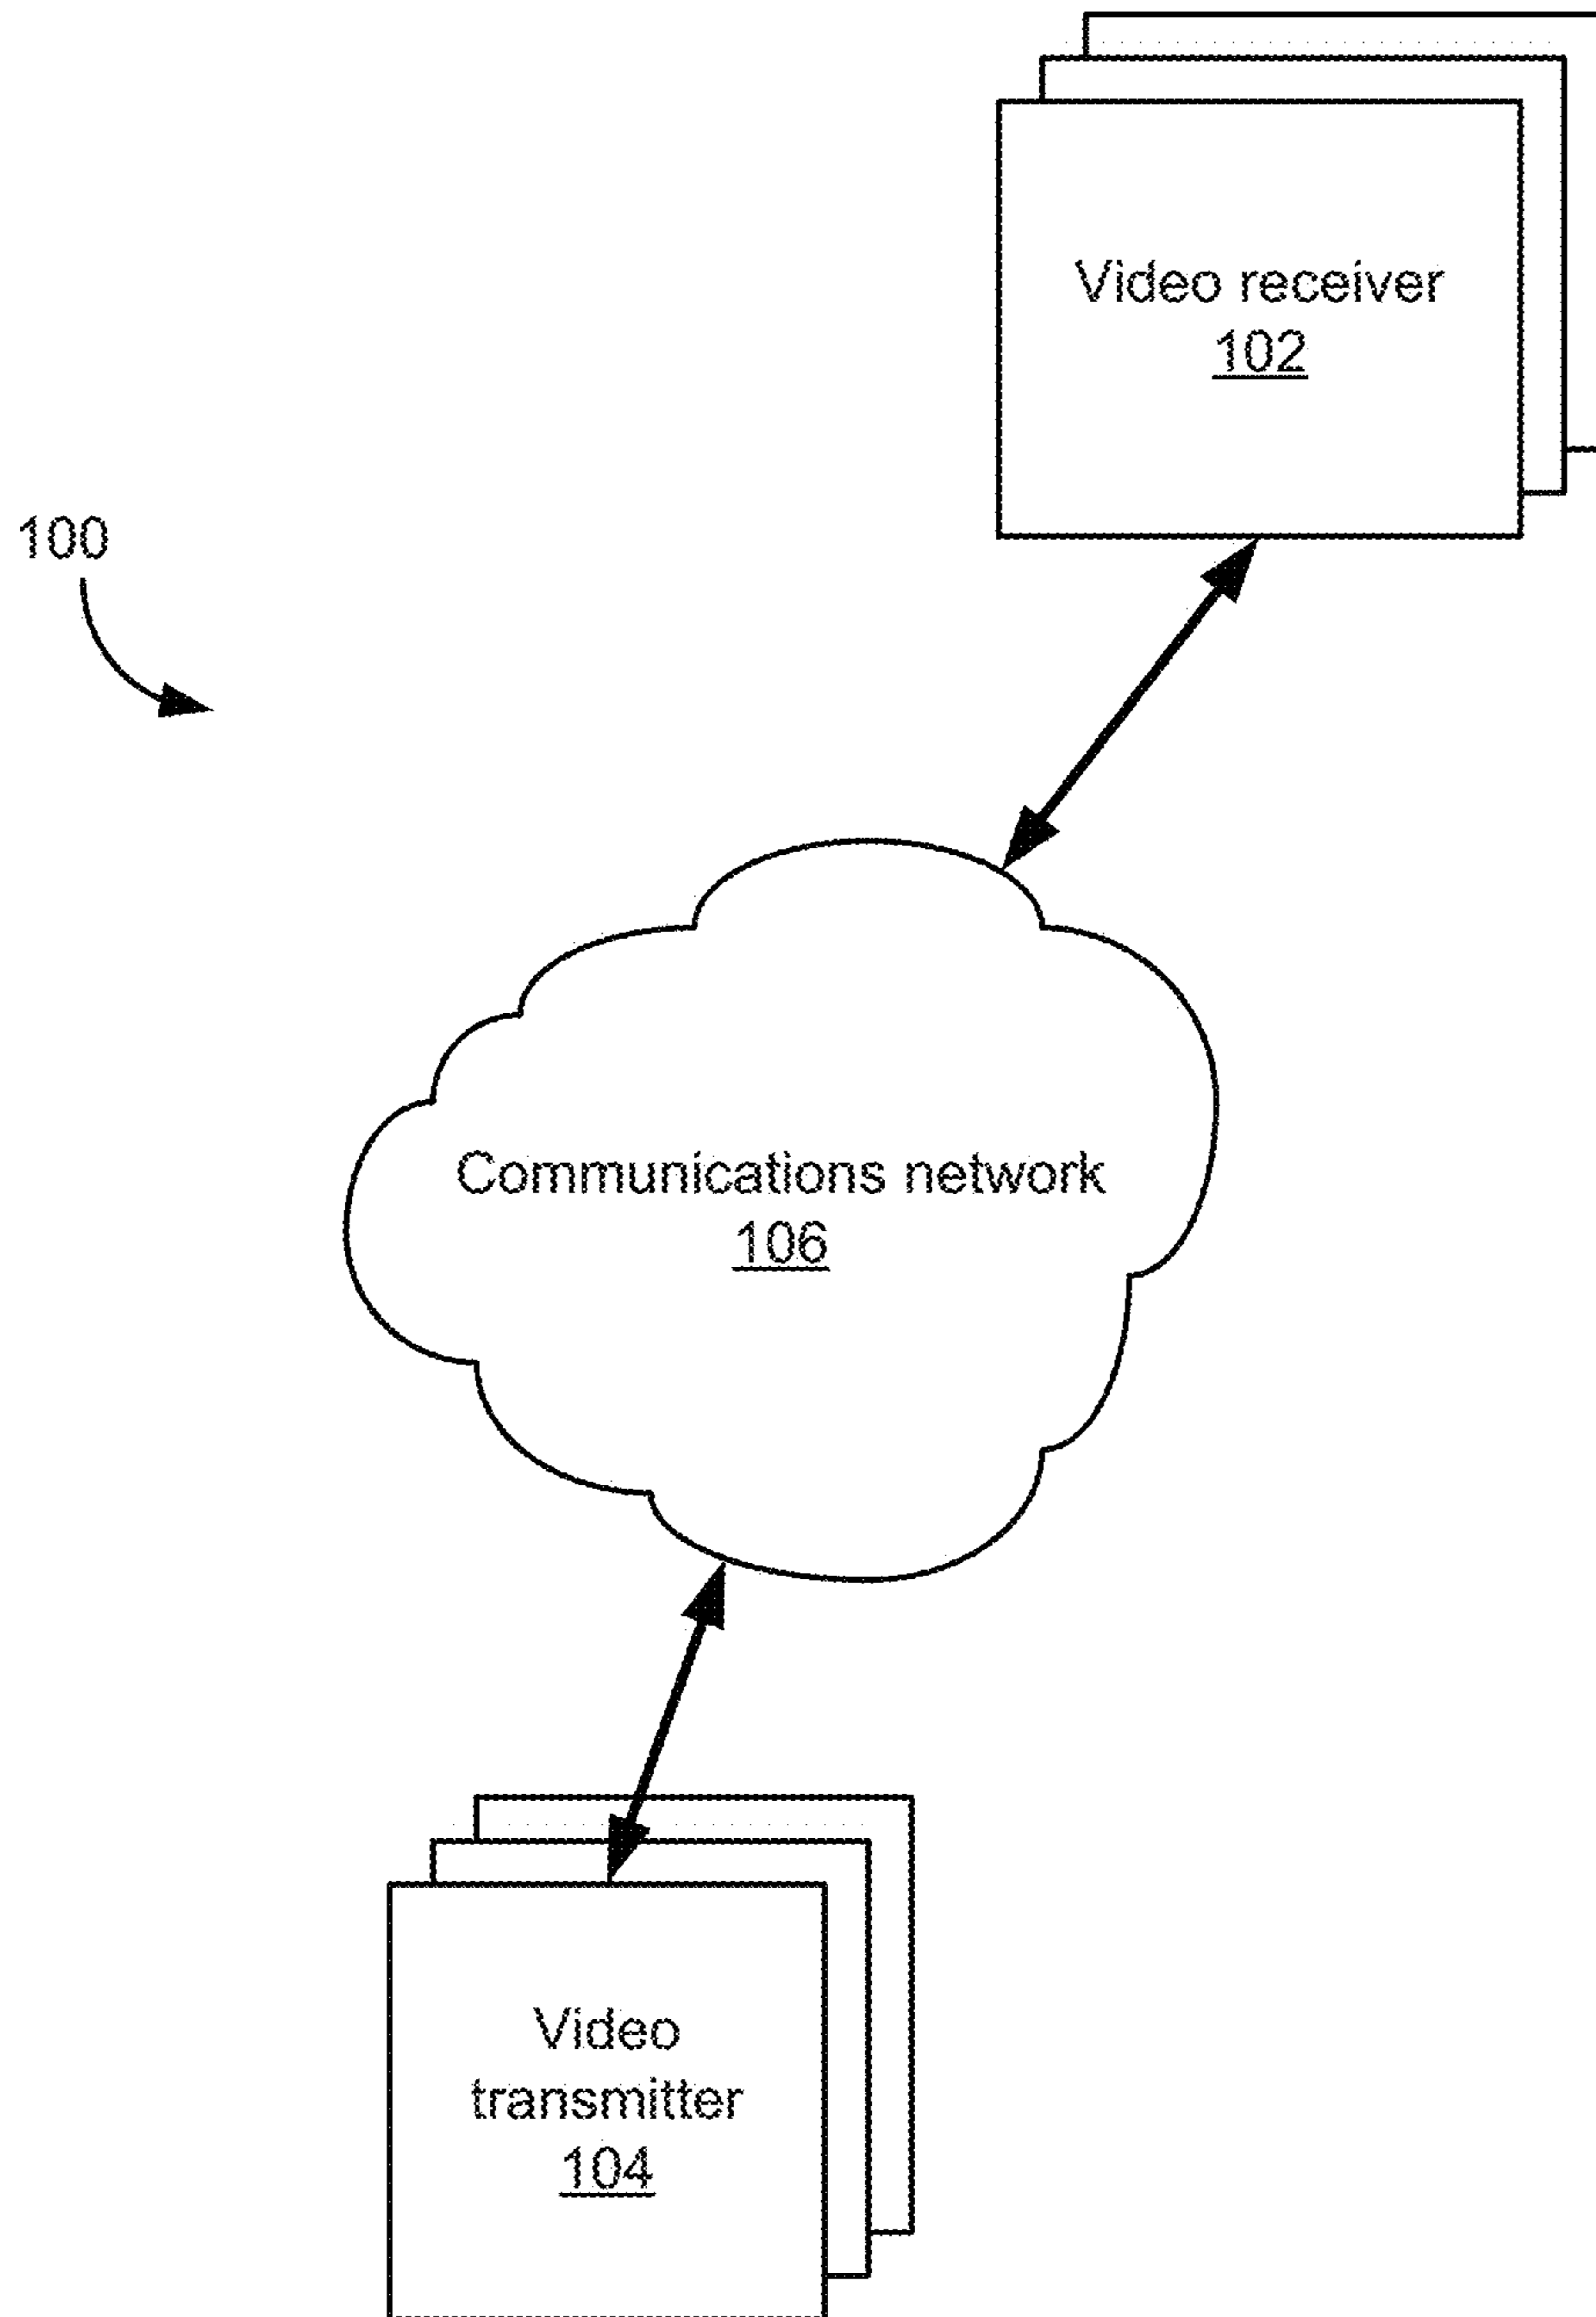 Video receiver
102
100
Communications network
106
Video
transmitter
104